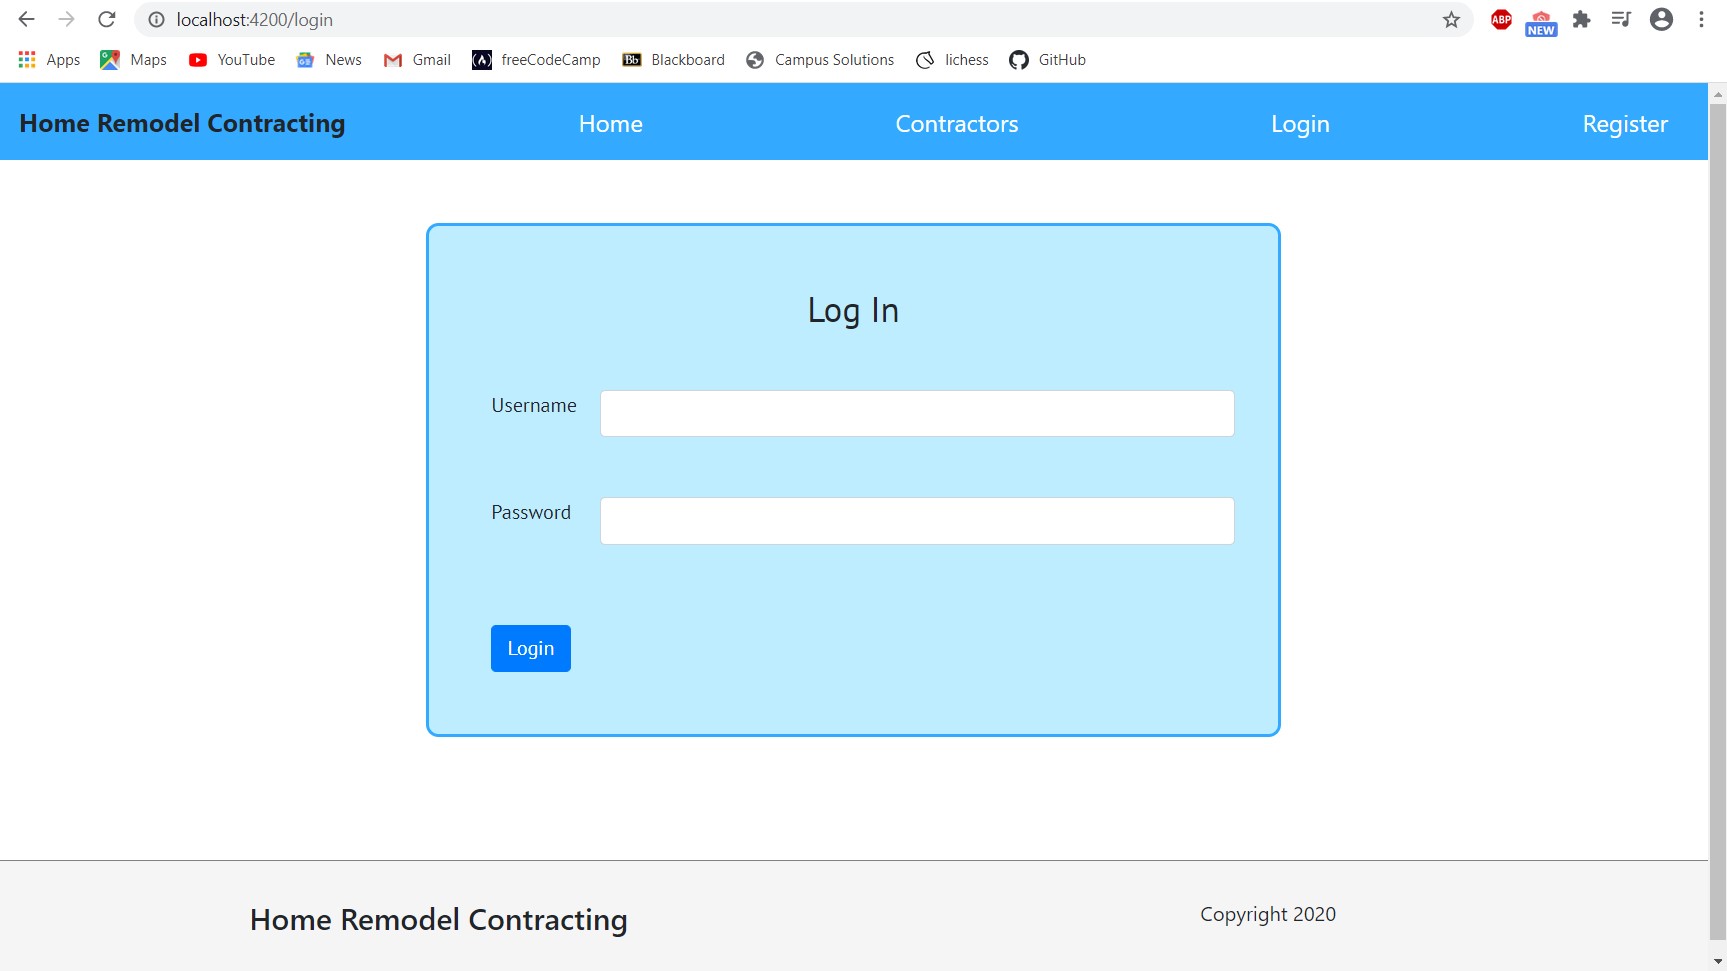 localhost:4200/login
ABP
NEW
Apps Maps YouTube News Gmail freeCodeCamp Bb Blackboard Campus Solutions lichess GitHub
Home Remodel Contracting Home Contractors Login Register
Log In
Username
Password
Login
Home Remodel Contracting
Copyright 2020